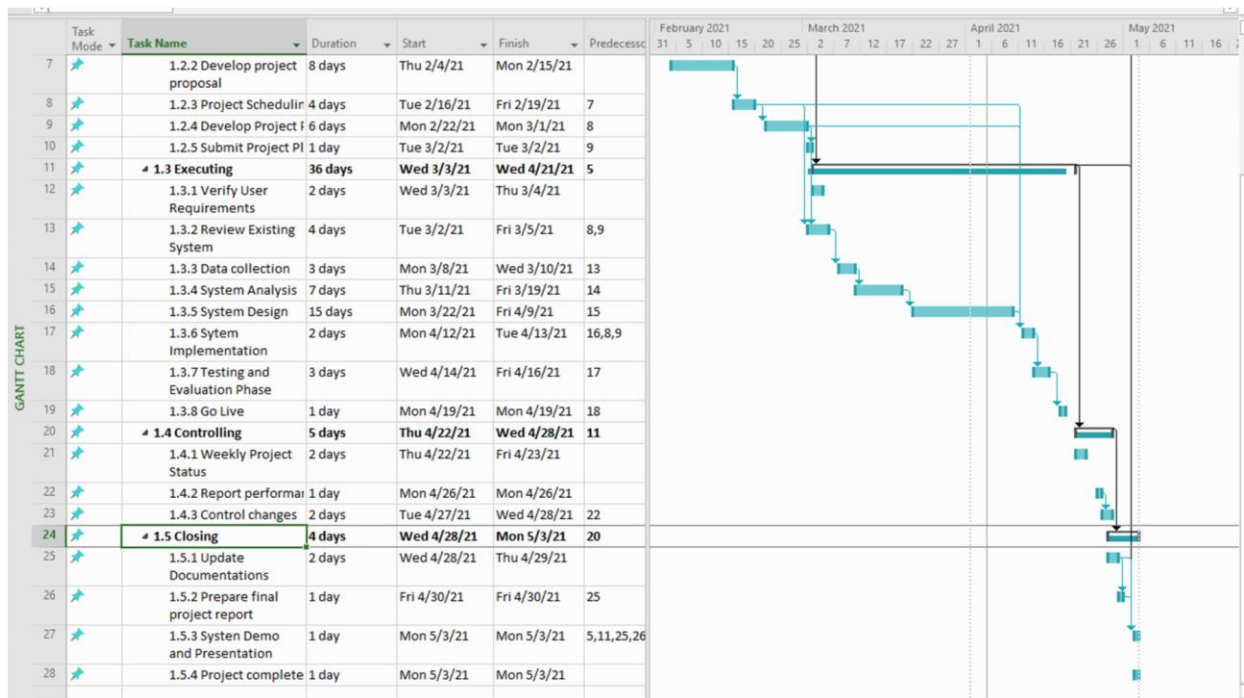 Task Mode Task Name Duration Start Finish Predecessc
February 2021 March 2021 April 2021 May 2021
31 5 10 15 20 25 2 7 12 17 22 27 1 6 11 16 21 26 1 6 11 16
GANTT CHART
7 1.2.2 Develop project 8 days Thu 2/4/21 Mon 2/15/21
proposal
8 1.2.3 Project Schedulin 4 days Tue 2/16/21 Fri 2/19/21 7
9 1.2.4 Develop Project P 6 days Mon 2/22/21 Mon 3/1/21 8
10 1.2.5 Submit Project Pl 1 day Tue 3/2/21 Tue 3/2/21 9
11 1.3 Executing 36 days Wed 3/3/21 Wed 4/21/21 5
12 1.3.1 Verify User 2 days Wed 3/3/21 Thu 3/4/21
Requirements
13 1.3.2 Review Existing 4 days Tue 3/2/21 Fri 3/5/21 8,9
System
14 1.3.3 Data collection 3 days Mon 3/8/21 Wed 3/10/21 13
15 1.3.4 System Analysis 7 days Thu 3/11/21 Fri 3/19/21 14
16 1.3.5 System Design 15 days Mon 3/22/21 Fri 4/9/21 15
17 1.3.6 Sytem 2 days Mon 4/12/21 Tue 4/13/21 16,8,9
Implementation
18 1.3.7 Testing and 3 days Wed 4/14/21 Fri 4/16/21 17
Evaluation Phase
19 1.3.8 Go Live 1 day Mon 4/19/21 Mon 4/19/21 18
20 1.4 Controlling 5 days Thu 4/22/21 Wed 4/28/21 11
21 1.4.1 Weekly Project 2 days Thu 4/22/21 Fri 4/23/21
Status
22 1.4.2 Report performar 1 day Mon 4/26/21 Mon 4/26/21
23 1.4.3 Control changes 2 days Tue 4/27/21 Wed 4/28/21 22
24 1.5 Closing 4 days Wed 4/28/21 Mon 5/3/21 20
25 1.5.1 Update 2 days Wed 4/28/21 Thu 4/29/21
Documentations
26 1.5.2 Prepare final 1 day Fri 4/30/21 Fri 4/30/21 25
project report
27 1.5.3 Systen Demo 1 day Mon 5/3/21 Mon 5/3/21 5,11,25,26
and Presentation
28 1.5.4 Project complete 1 day Mon 5/3/21 Mon 5/3/21